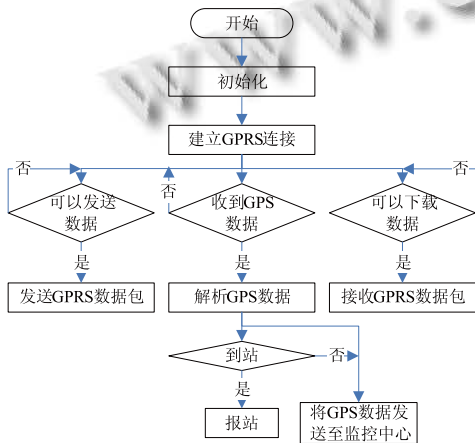 www.
开始
初始化
建立GPRS连接
否
否
否
可以发送
数据
收到GPS
数据
可以下载
数据
是
是
是
发送GPRS数据包
解析GPS数据
接收GPRS数据包
到站
否
是
报站
将GPS数据发
送至监控中心